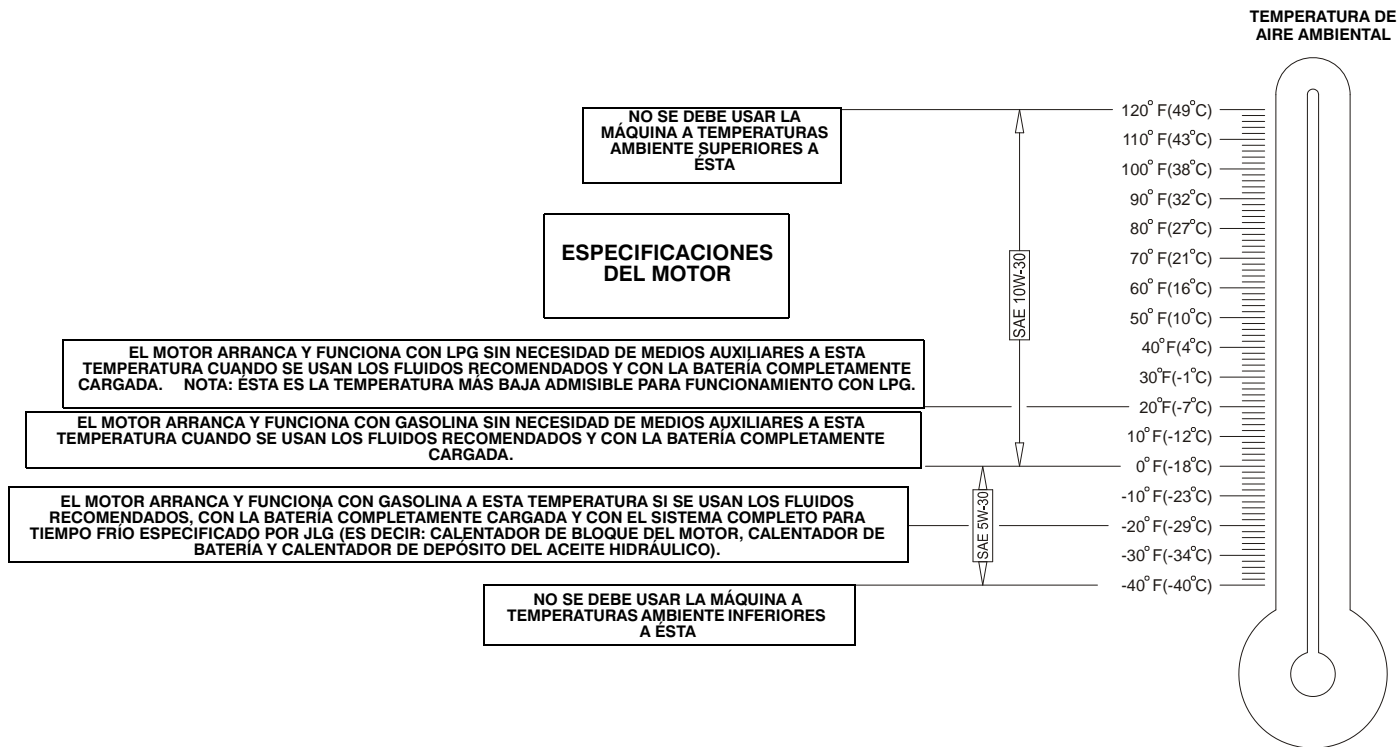 TEMPERATURA DE
AIRE AMBIENTAL
NO SE DEBE USAR LA
MÁQUINA A TEMPERATURAS
AMBIENTE SUPERIORES A
ÉSTA
120° F(49°C)
110° F(43°C)
100° F(38°C)
90° F(32°C)
80° F(27°C)
70° F(21°C)
60° F(16°C)
50° F(10°C)
40°F(4°C)
30°F(-1°C)
20°F(-7°C)
10°F(-12°C)
0°F(-18°C)
-10°F(-23°C)
-20°F(-29°C)
-30°F(-34°C)
-40°F(-40°C)
SAE 10W-30
SAE 5W-30
ESPECIFICACIONES
DEL MOTOR
EL MOTOR ARRANCA Y FUNCIONA CON LPG SIN NECESIDAD DE MEDIOS AUXILIARES A ESTA
TEMPERATURA CUANDO SE USAN LOS FLUIDOS RECOMENDADOS Y CON LA BATERÍA COMPLETAMENTE
CARGADA. NOTA: ÉSTA ES LA TEMPERATURA MÁS BAJA ADMISIBLE PARA FUNCIONAMIENTO CON LPG.
EL MOTOR ARRANCA Y FUNCIONA CON GASOLINA SIN NECESIDAD DE MEDIOS AUXILIARES A ESTA
TEMPERATURA CUANDO SE USAN LOS FLUIDOS RECOMENDADOS Y CON LA BATERÍA COMPLETAMENTE
CARGADA.
EL MOTOR ARRANCA Y FUNCIONA CON GASOLINA A ESTA TEMPERATURA SI SE USAN LOS FLUIDOS
RECOMENDADOS, CON LA BATERÍA COMPLETAMENTE CARGADA Y CON EL SISTEMA COMPLETO PARA
TIEMPO FRÍO ESPECIFICADO POR JLG (ES DECIR: CALENTADOR DE BLOQUE DEL MOTOR, CALENTADOR DE
BATERÍA Y CALENTADOR DE DEPÓSITO DEL ACEITE HIDRÁULICO).
NO SE DEBE USAR LA MÁQUINA A
TEMPERATURAS AMBIENTE INFERIORES
A ÉSTA